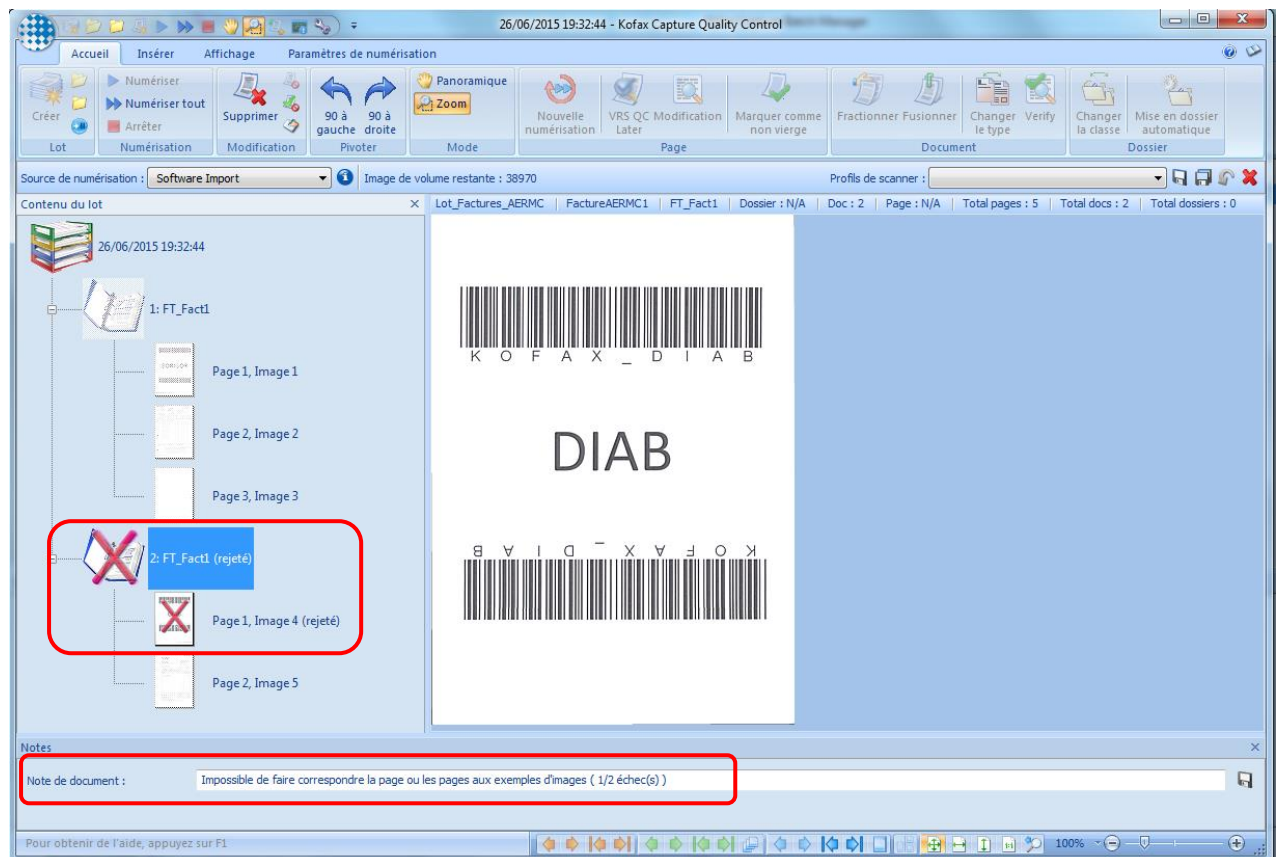 26/06/2015 19:32:44 - Kofax Capture Quality Control
Accueil Insérer Affichage Paramètres de numérisation
Créer
Numériser
Numériser tout
Arrêter
Supprimer
90 à gauche
90 à droite
Panoramique
Zoom
Nouvelle numérisation
VRS QC Later
Modification
Marquer comme non vierge
Fractionner
Fusionner
Changer le type
Verify
Changer la classe
Mise en dossier automatique
Lot Numérisation Modification Pivoter Mode Page Document Dossier
Source de numérisation : Software Import Image de volume restante : 38970 Profils de scanner :
Contenu du lot
Lot_Factures_AERMC FactureAERMC1 FT_Fact1 Dossier : N/A Doc : 2 Page : N/A Total pages : 5 Total docs : 2 Total dossiers : 0
26/06/2015 19:32:44
1: FT_Fact1
Page 1, Image 1
Page 2, Image 2
Page 3, Image 3
2: FT_Fact1 (rejeté)
Page 1, Image 4 (rejeté)
Page 2, Image 5
KOFAX_DIAB
DIAB
KOFAX-DIAB
Notes
Note de document : Impossible de faire correspondre la page ou les pages aux exemples d'images ( 1/2 échec(s) )
Pour obtenir de l'aide, appuyez sur F1
100%